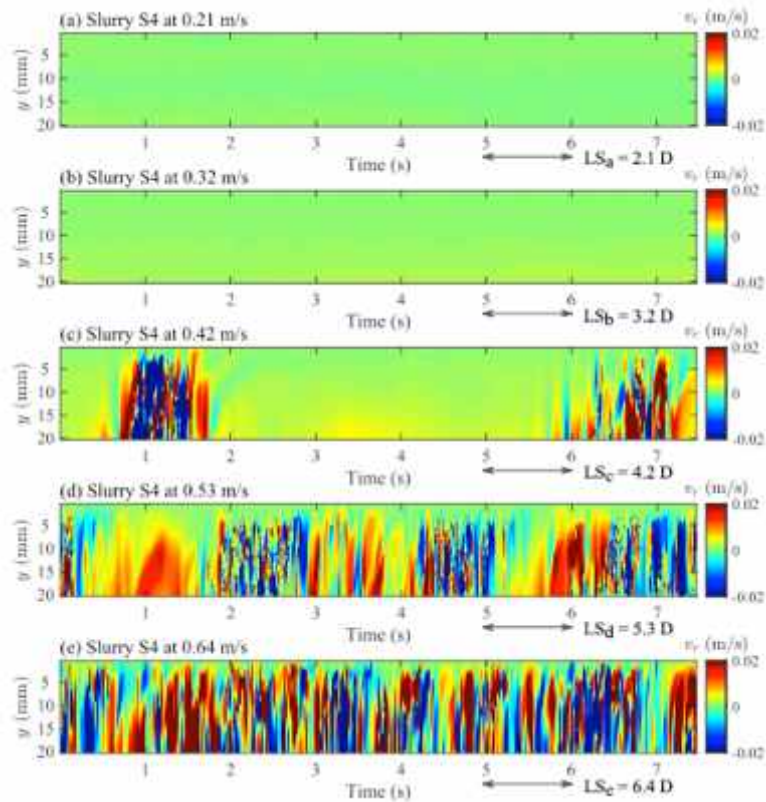 (a) Slurry S4 at 0.21 m/s
v_r (m/s)
0.02
0
-0.02
y (mm)
5
10
15
20
1 2 3 4 5 6 7
Time (s)
LS_a = 2.1 D
(b) Slurry S4 at 0.32 m/s
v_r (m/s)
0.02
0
-0.02
y (mm)
5
10
15
20
1 2 3 4 5 6 7
Time (s)
LS_b = 3.2 D
(c) Slurry S4 at 0.42 m/s
v_r (m/s)
0.02
0
-0.02
y (mm)
5
10
15
20
1 2 3 4 5 6 7
Time (s)
LS_c = 4.2 D
(d) Slurry S4 at 0.53 m/s
v_r (m/s)
0.02
0
-0.02
y (mm)
5
10
15
20
1 2 3 4 5 6 7
Time (s)
LS_d = 5.3 D
(e) Slurry S4 at 0.64 m/s
v_r (m/s)
0.02
0
-0.02
y (mm)
5
10
15
20
1 2 3 4 5 6 7
Time (s)
LS_e = 6.4 D